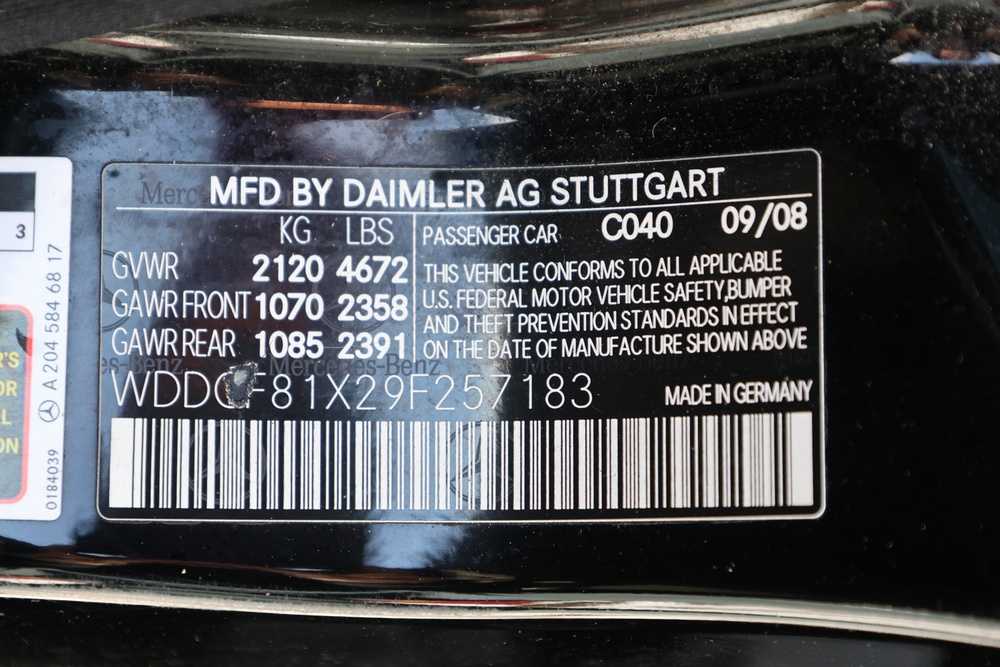 MFD BY DAIMLER AG STUTTGART
KG LBS
GVWR 2120 4672
GAWR FRONT 1070 2358
GAWR REAR 1085 2391
PASSENGER CAR C040 09/08
THIS VEHICLE CONFORMS TO ALL APPLICABLE
U.S. FEDERAL MOTOR VEHICLE SAFETY,BUMPER
AND THEFT PREVENTION STANDARDS IN EFFECT
ON THE DATE OF MANUFACTURE SHOWN ABOVE
MADE IN GERMANY
Mercedes-Benz
3
A 204 584 68 17
0184039